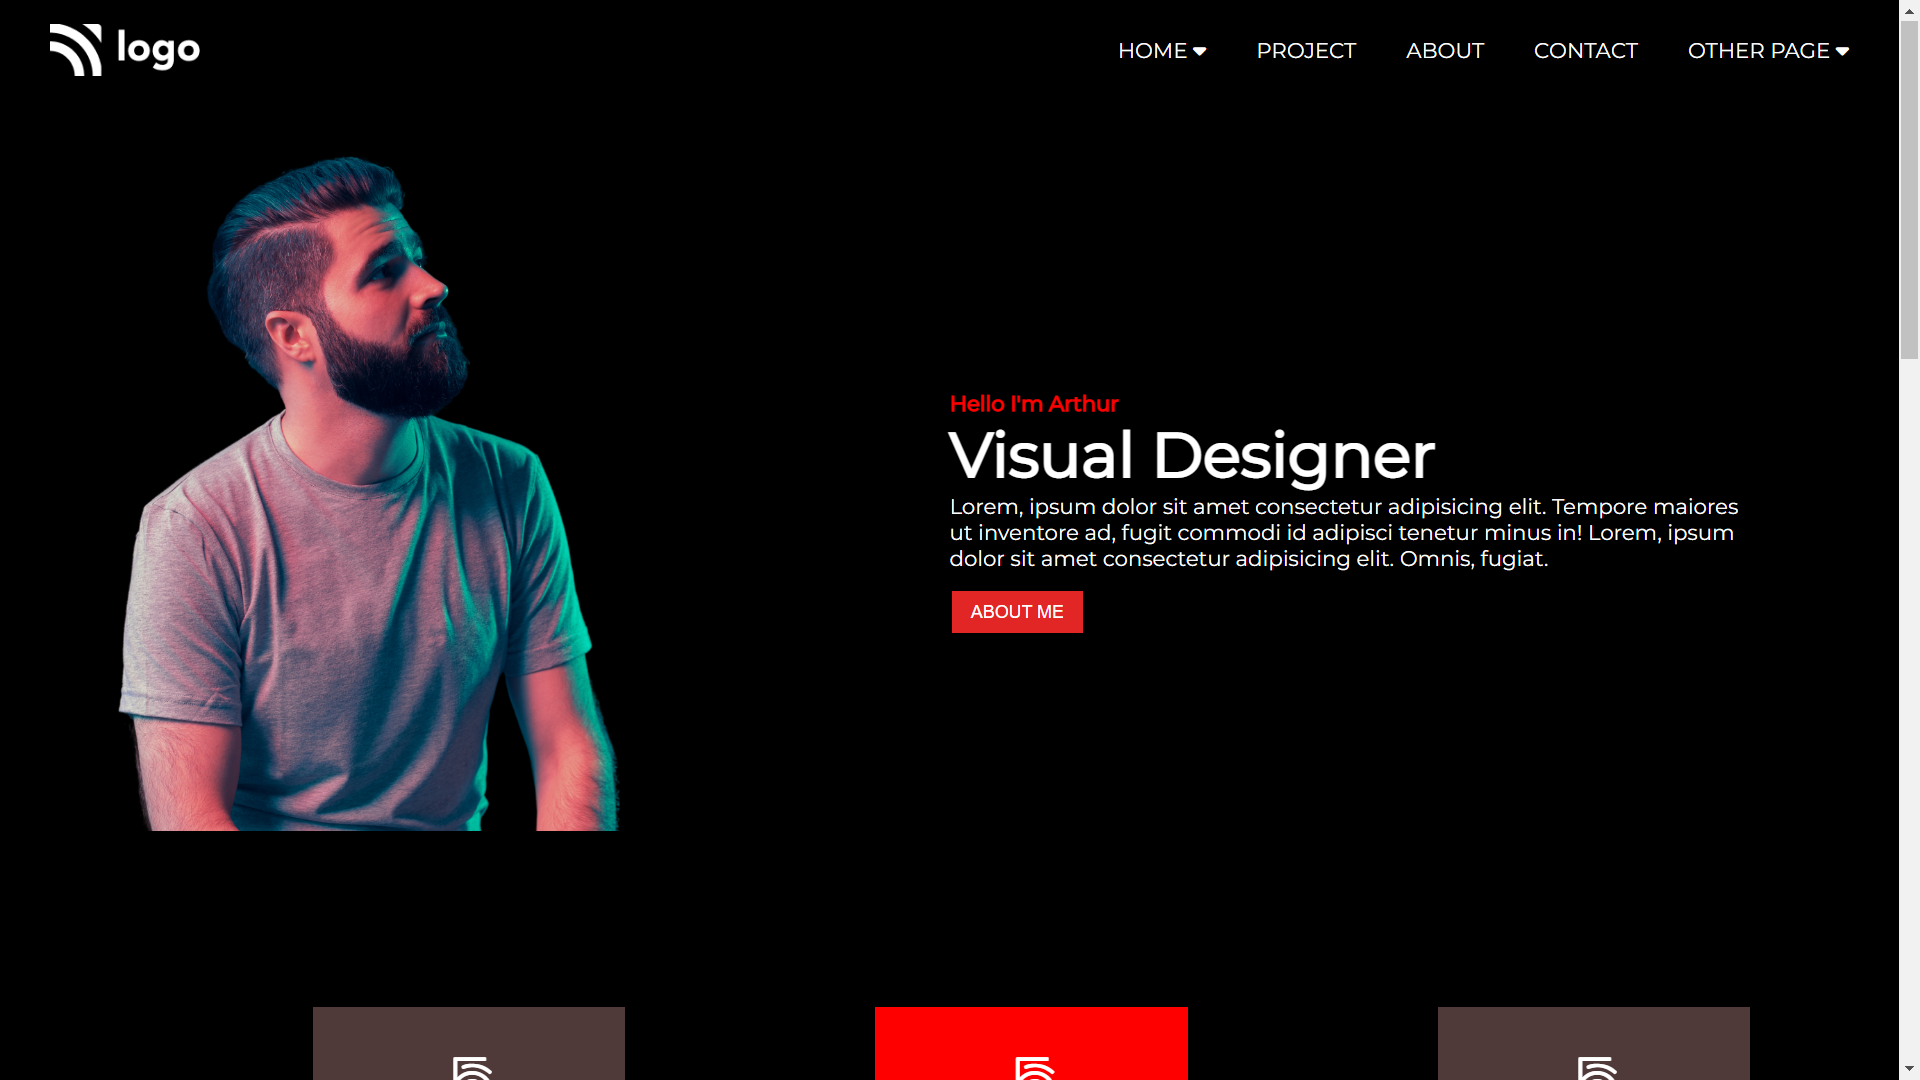 logo
HOME
PROJECT
ABOUT
CONTACT
OTHER PAGE
Hello I'm Arthur
Visual Designer
Lorem, ipsum dolor sit amet consectetur adipisicing elit. Tempore maiores
ut inventore ad, fugit commodi id adipisci tenetur minus in! Lorem, ipsum
dolor sit amet consectetur adipisicing elit. Omnis, fugiat.
ABOUT ME